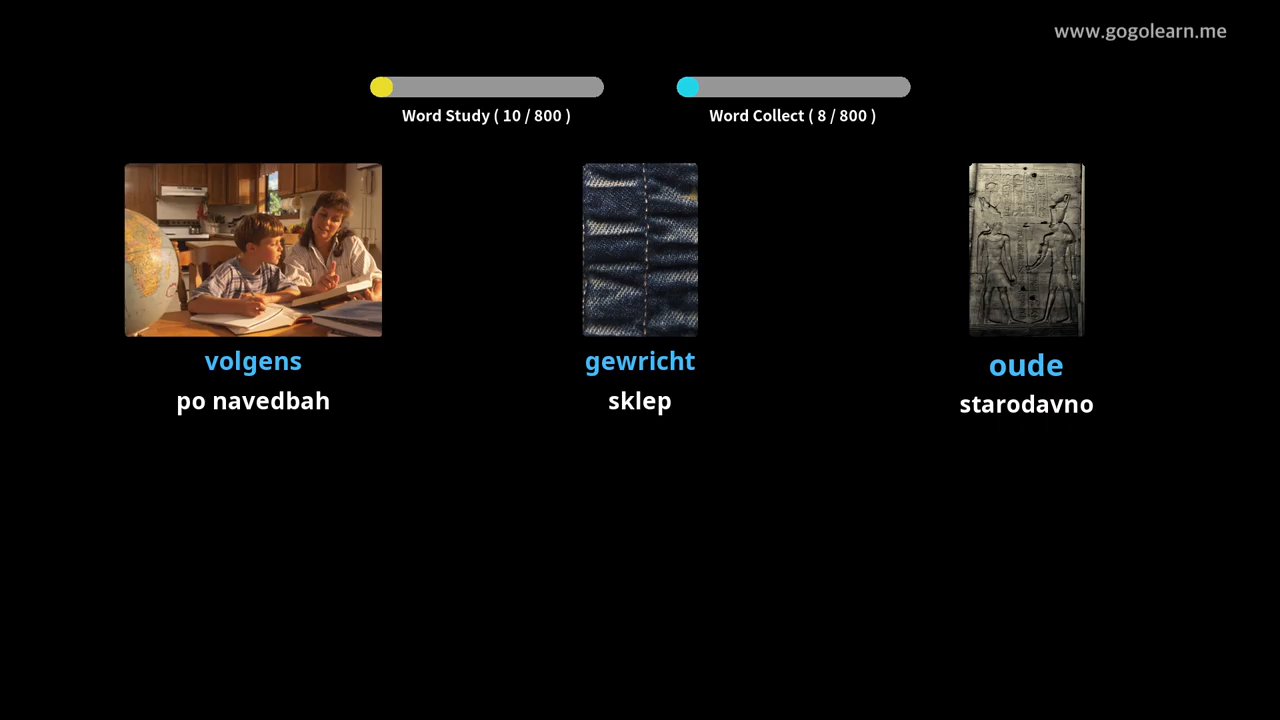 www.gogolearn.me
Word Study ( 10 / 800 )
Word Collect ( 8 / 800 )
volgens
gewricht
oude
po navedbah
sklep
starodavno